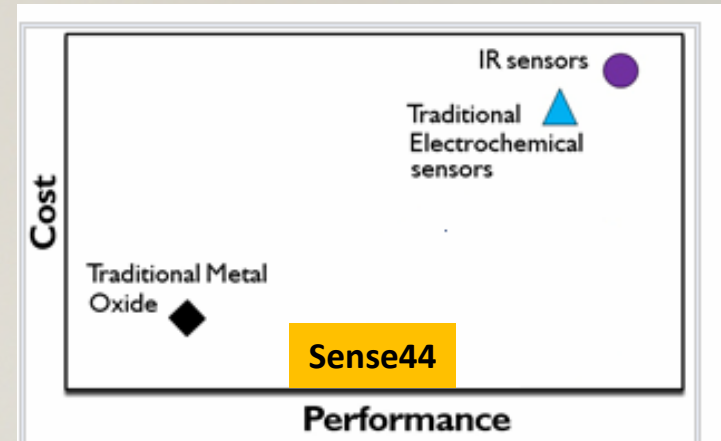 IR sensors
Traditional
Electrochemical
sensors
Cost
Traditional Metal
Oxide
Sense44
Performance